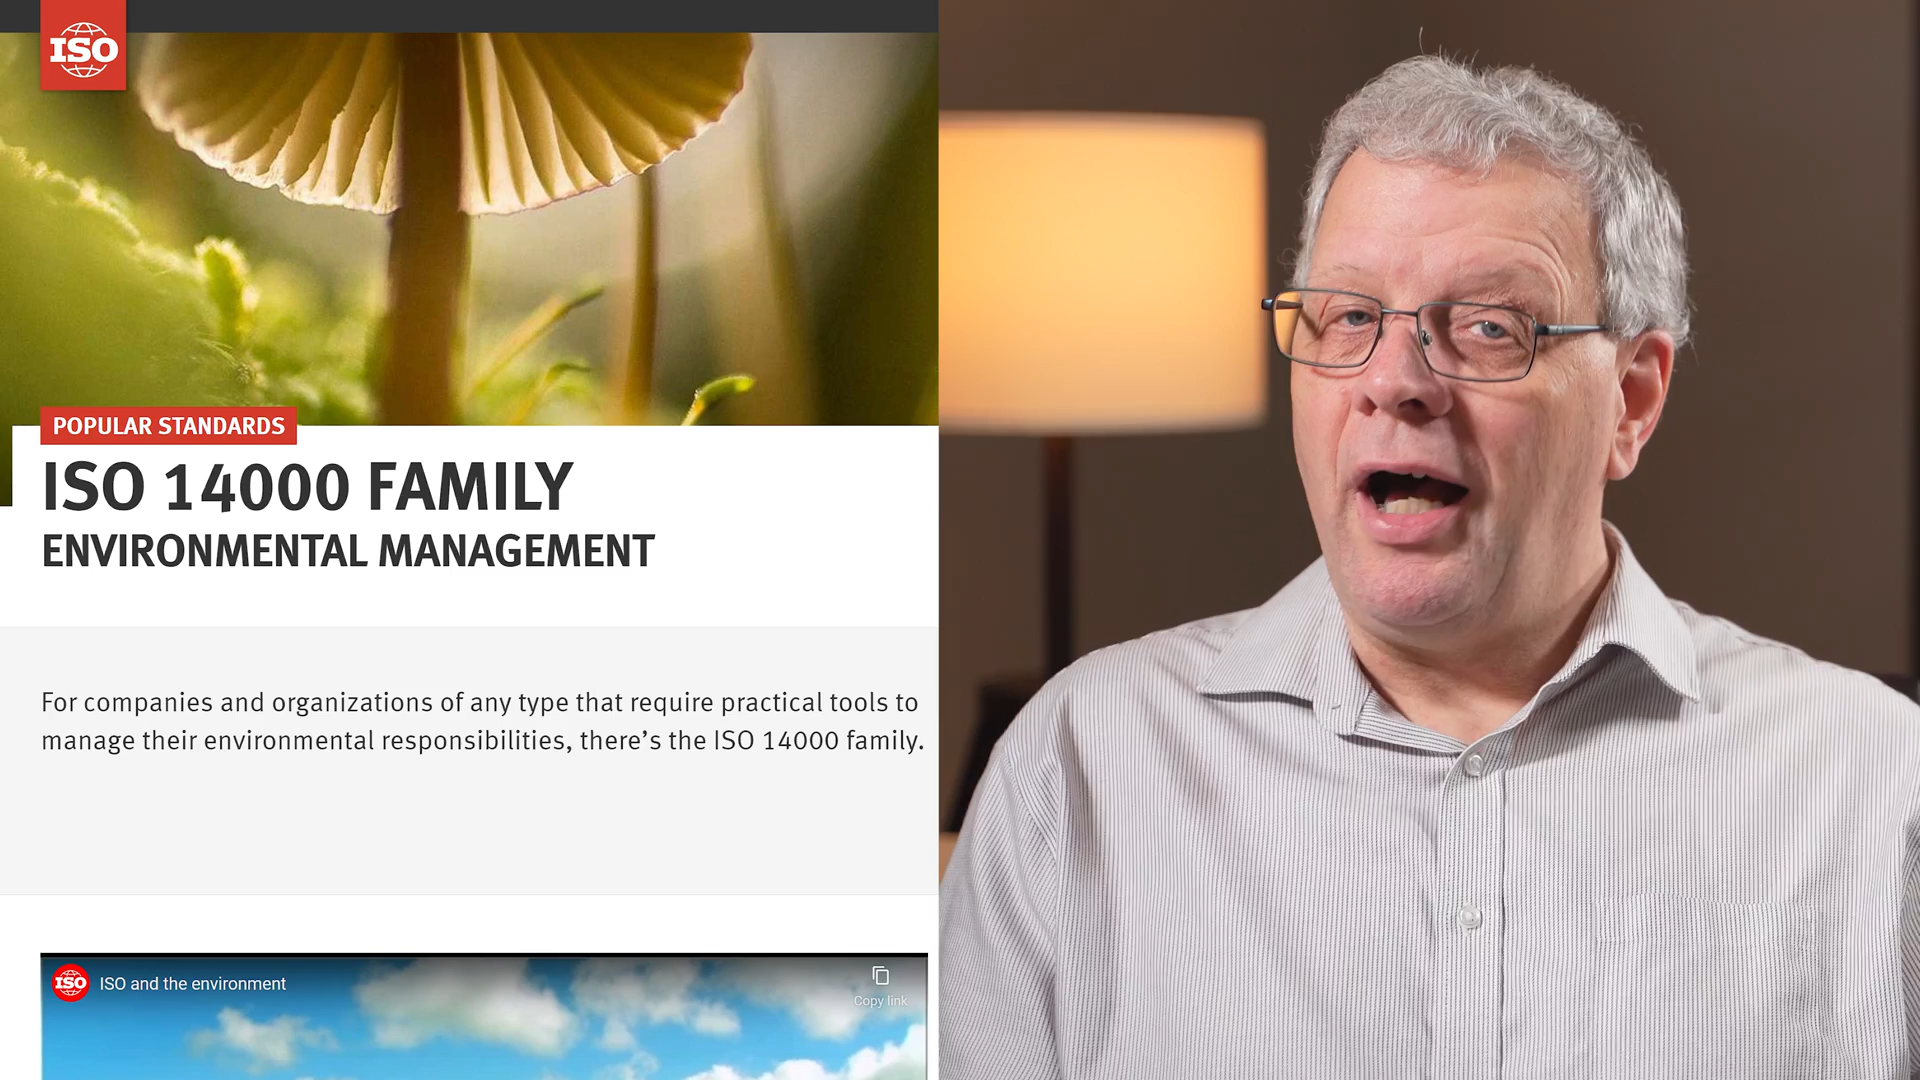 ISO
POPULAR STANDARDS
ISO 14000 FAMILY
ENVIRONMENTAL MANAGEMENT
For companies and organizations of any type that require practical tools to
manage their environmental responsibilities, there's the ISO 14000 family.
ISO
ISO and the environment
Copy link